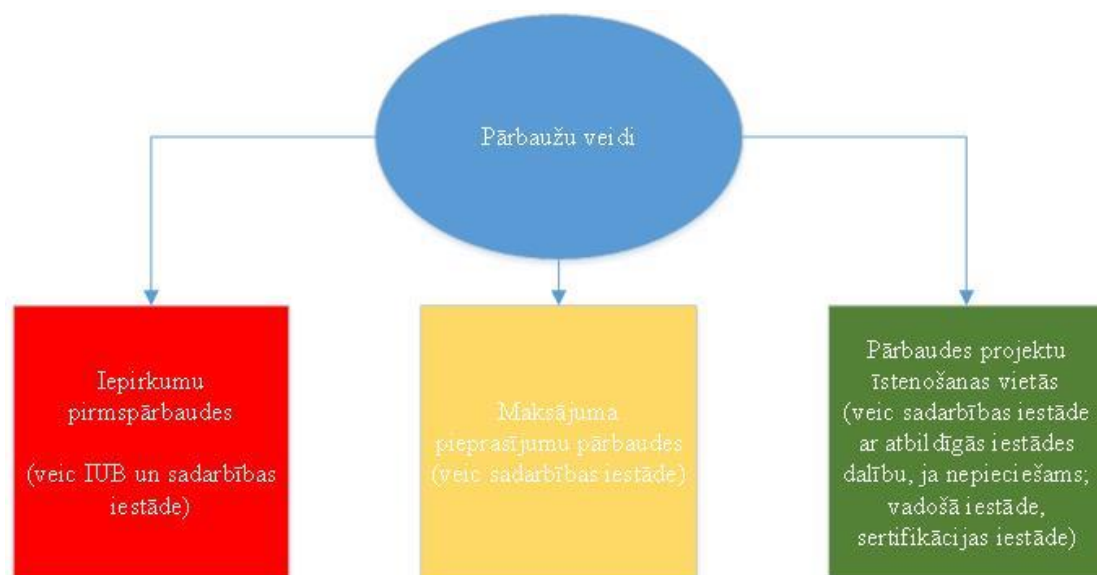 Pārbaužu veidi
Iepirkumu
pirmspārbaudes
(veic IUB un sadarbības
iestāde)
Maksājuma
pieprasījumu pārbaudes
(veic sadarbības iestāde)
Pārbaudes projektu
īstenošanas vietās
(veic sadarbības iestāde
ar atbildīgās iestādes
dalību, ja nepieciešams;
vadošā iestāde,
sertifikācijas iestāde)